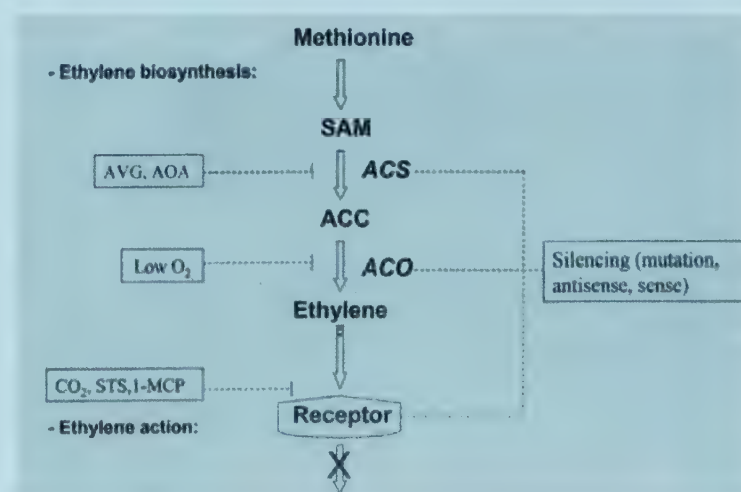 Methionine
- Ethylene biosynthesis:
SAM
AVG, AOA
ACS
ACC
Low O₂
ACO
Silencing (mutation,
antisense, sense)
Ethylene
CO₂, STS,1-MCP
Receptor
- Ethylene action:
X